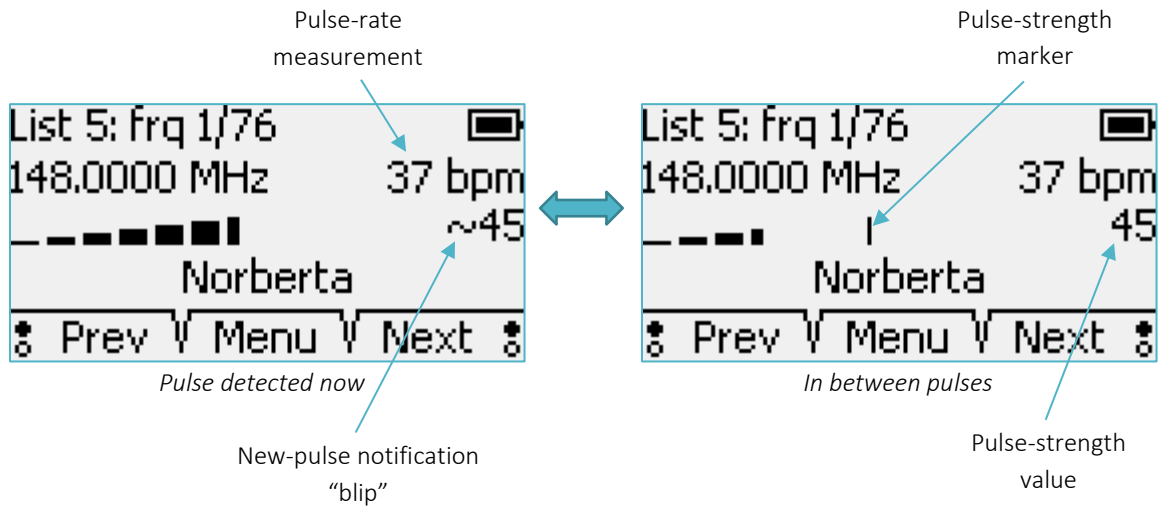 Pulse-rate
measurement
Pulse-strength
marker
List 5: frq 1/76
148.0000 MHz 37 bpm
~45
Norberta
Prev Menu Next
Pulse detected now
List 5: frq 1/76
148.0000 MHz 37 bpm
45
Norberta
Prev Menu Next
In between pulses
New-pulse notification
“blip”
Pulse-strength
value